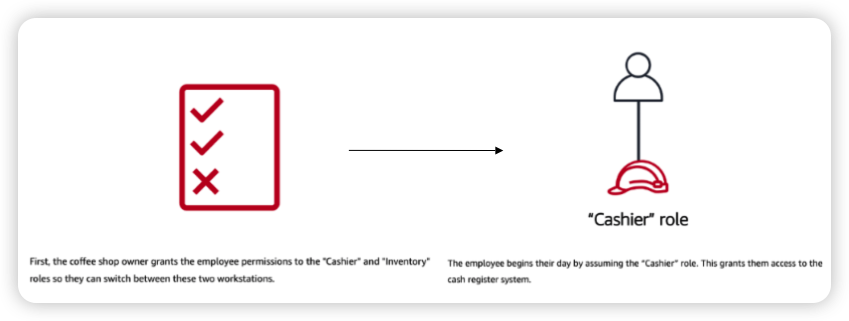 "Cashier" role
First, the coffee shop owner grants the employee permissions to the "Cashier" and "Inventory"
roles so they can switch between these two workstations.
The employee begins their day by assuming the "Cashier" role. This grants them access to the
cash register system.